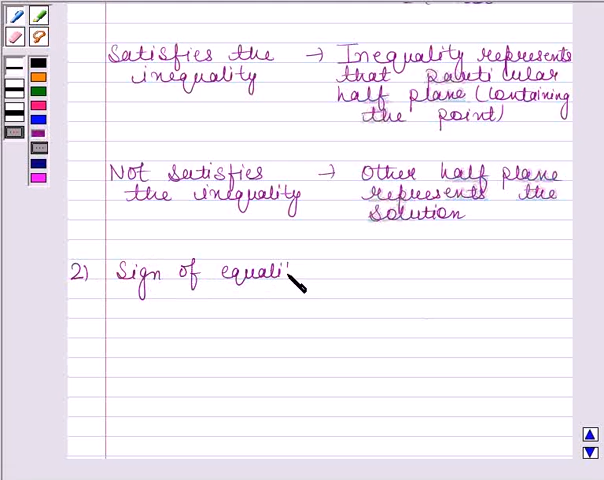 Satisfies the → Inequality represents
inequality that particular
half plane (containing
the point)
Not satisfies → Other half plane
the inequality represents the
solution
2) Sign of equali